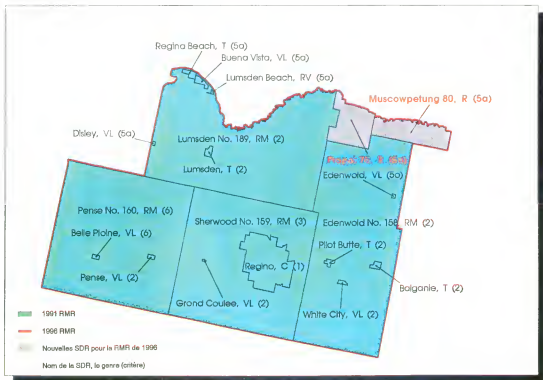 Regina Beach, T (5a)
Buena Vista, VL (5a)
Lumsden Beach, RV (5a)
Muscowpetung 80, R (5a)
Disley, VL (5a)
Lumsden No. 189, RM (2)
Lumsden, T (2)
Edenwold, VL (5a)
Pense No. 160, RM (6)
Sherwood No. 159, RM (3)
Edenwold No. 158, RM (2)
Belle Plaine, VL (6)
Pilot Butte, T (2)
Regina, C (1)
Pense, VL (2)
Balgonie, T (2)
Grand Coulee, VL (2)
White City, VL (2)
1991 RMR
1996 RMR
Nouvelles SDR pour la RMR de 1996
Nom de la SDR, le genre (critère)